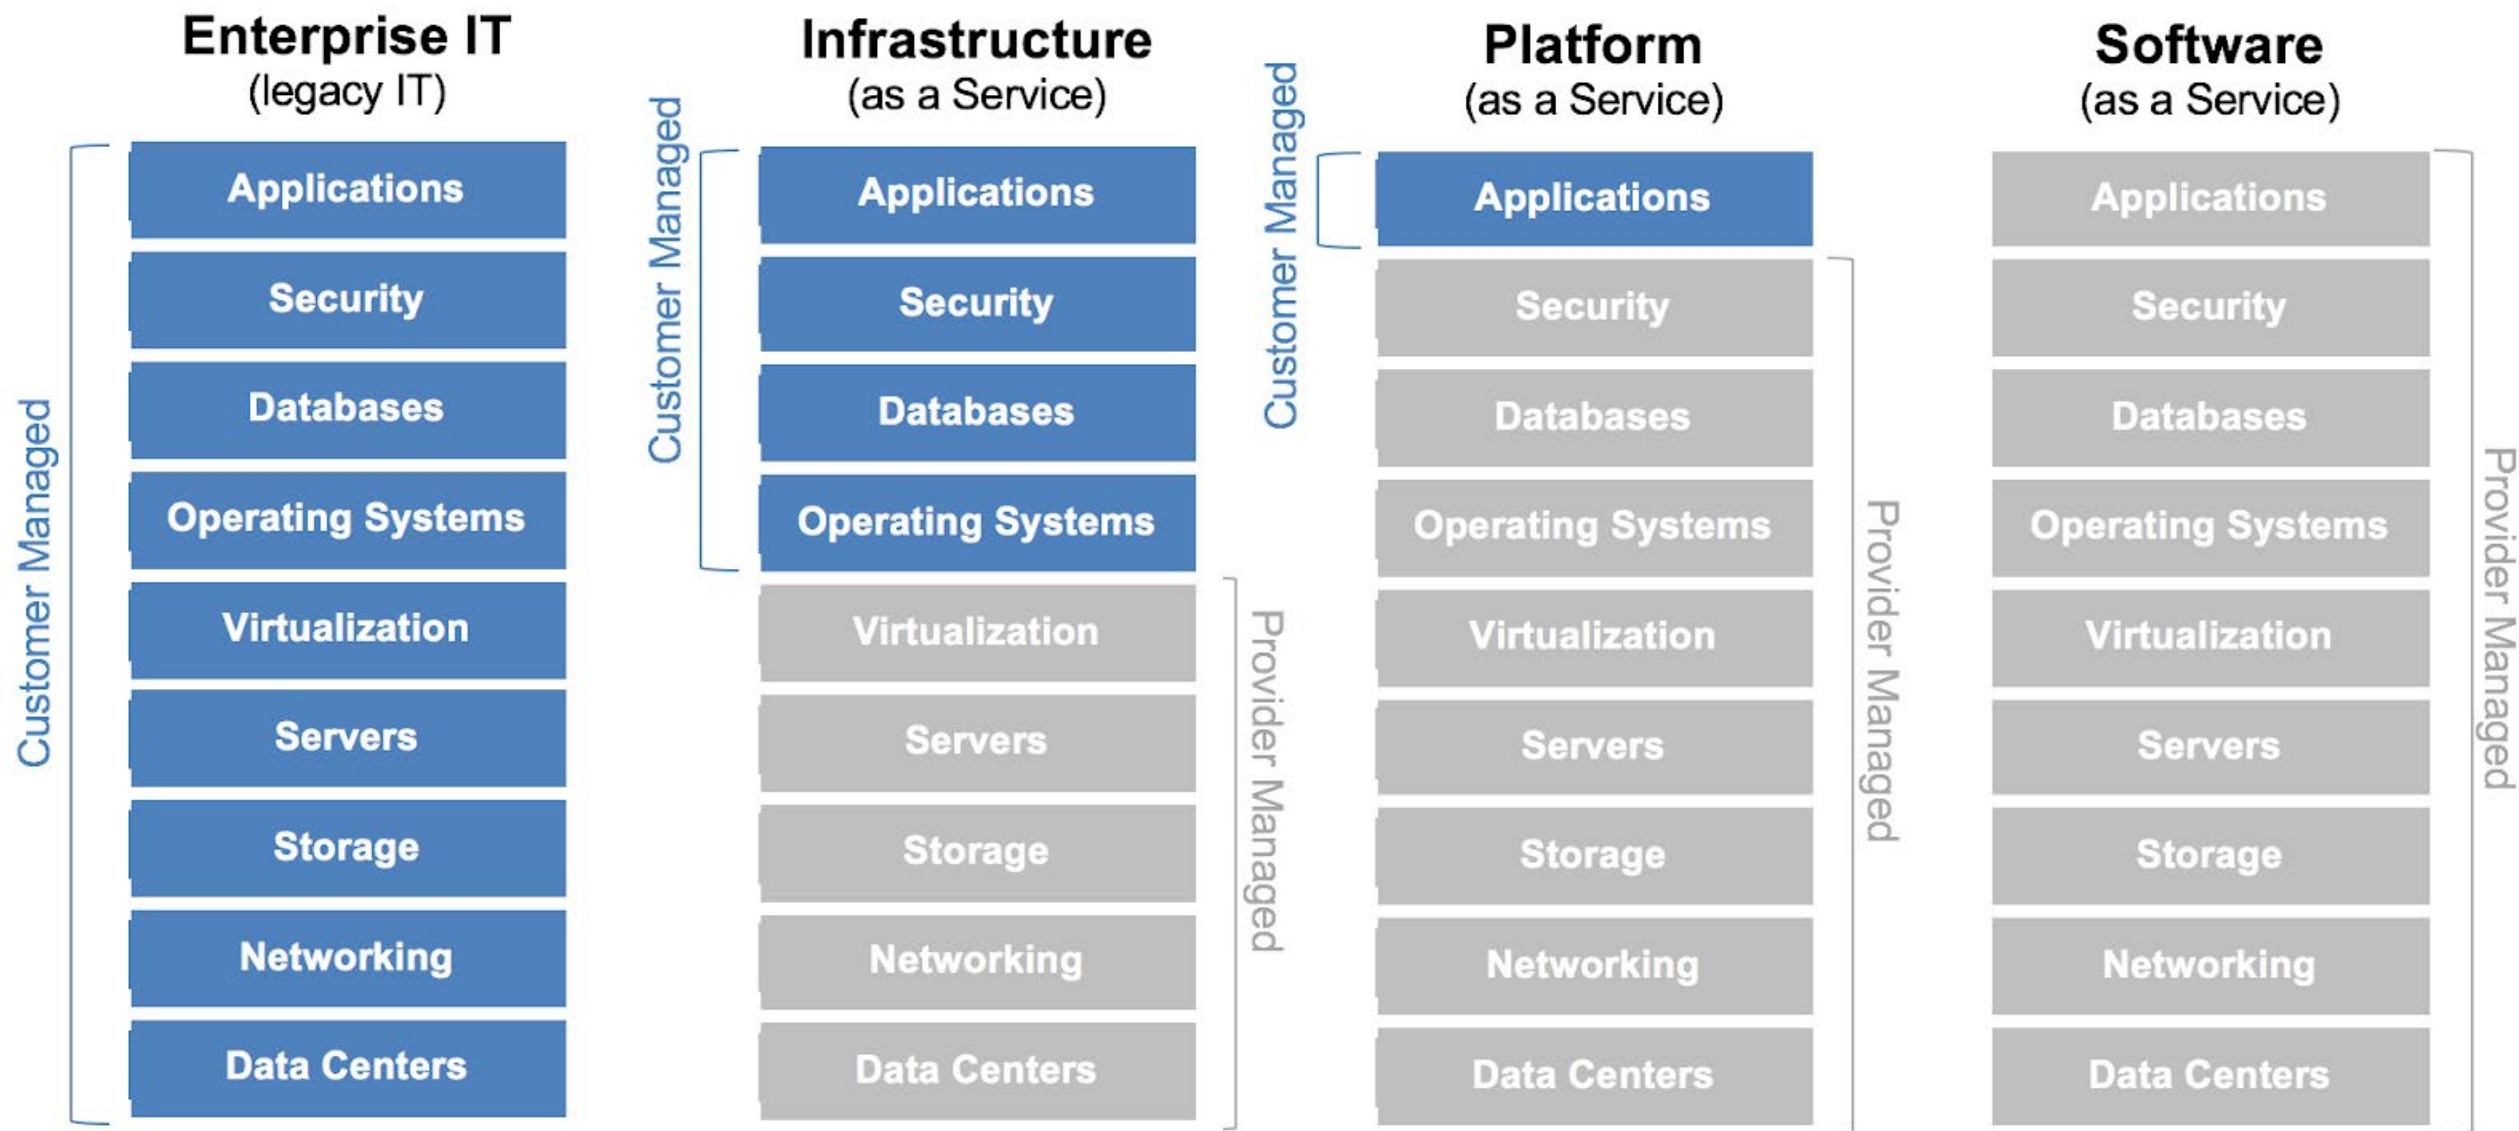 Enterprise IT
(legacy IT)
Customer Managed
Applications
Security
Databases
Operating Systems
Virtualization
Servers
Storage
Networking
Data Centers
Infrastructure
(as a Service)
Customer Managed
Applications
Security
Databases
Operating Systems
Virtualization
Servers
Storage
Networking
Data Centers
Provider Managed
Platform
(as a Service)
Customer Managed
Applications
Security
Databases
Operating Systems
Virtualization
Servers
Storage
Networking
Data Centers
Provider Managed
Software
(as a Service)
Applications
Security
Databases
Operating Systems
Virtualization
Servers
Storage
Networking
Data Centers
Provider Managed